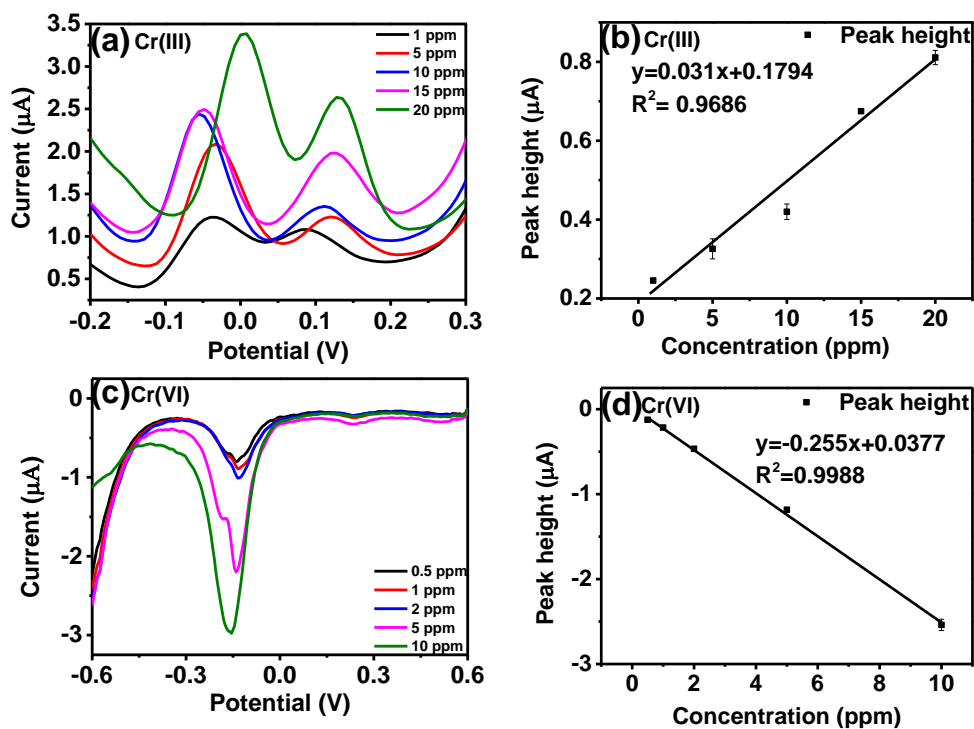 (a) Cr(III)
1 ppm
5 ppm
10 ppm
15 ppm
20 ppm
3.5
3.0
2.5
2.0
1.5
1.0
0.5
Current (μA)
-0.2 -0.1 0.0 0.1 0.2 0.3
Potential (V)
(b) Cr(III)
Peak height
y=0.031x+0.1794
R²= 0.9686
0.8
0.6
0.4
0.2
Peak height (μA)
0 5 10 15 20
Concentration (ppm)
(c) Cr(VI)
0
-1
-2
-3
Current (μA)
0.5 ppm
1 ppm
2 ppm
5 ppm
10 ppm
-0.6 -0.3 0.0 0.3 0.6
Potential (V)
(d) Cr(VI)
Peak height
y=-0.255x+0.0377
R²=0.9988
0
-1
-2
-3
Peak height (μA)
0 2 4 6 8 10
Concentration (ppm)